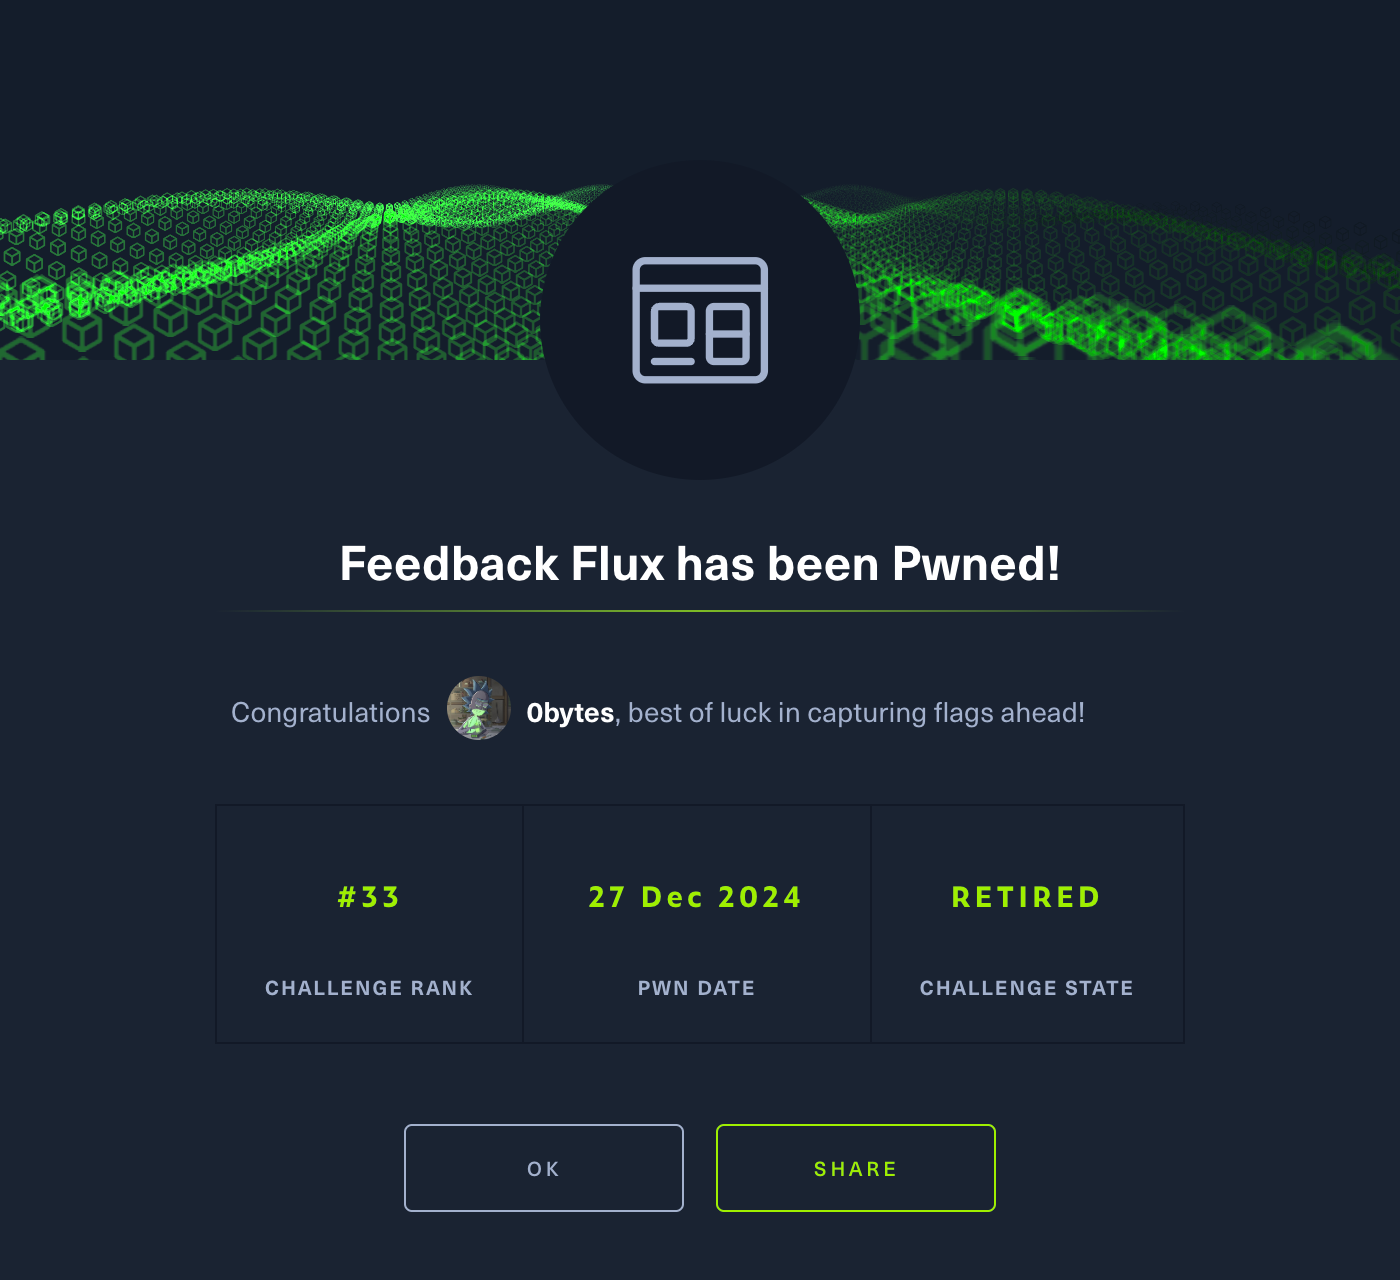 Feedback Flux has been Pwned!
Congratulations 0bytes, best of luck in capturing flags ahead!
#33
27 Dec 2024
RETIRED
CHALLENGE RANK
PWN DATE
CHALLENGE STATE
OK
SHARE